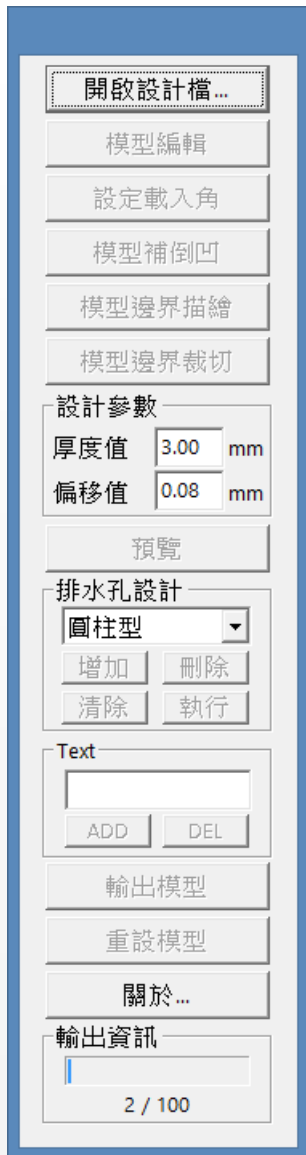 開啟設計檔...
模型編輯
設定載入角
模型補倒凹
模型邊界描繪
模型邊界裁切
設計參數
厚度值 3.00 mm
偏移值 0.08 mm
預覽
排水孔設計
圓柱型
增加 刪除
清除 執行
Text
ADD DEL
輸出模型
重設模型
關於...
輸出資訊
2 / 100